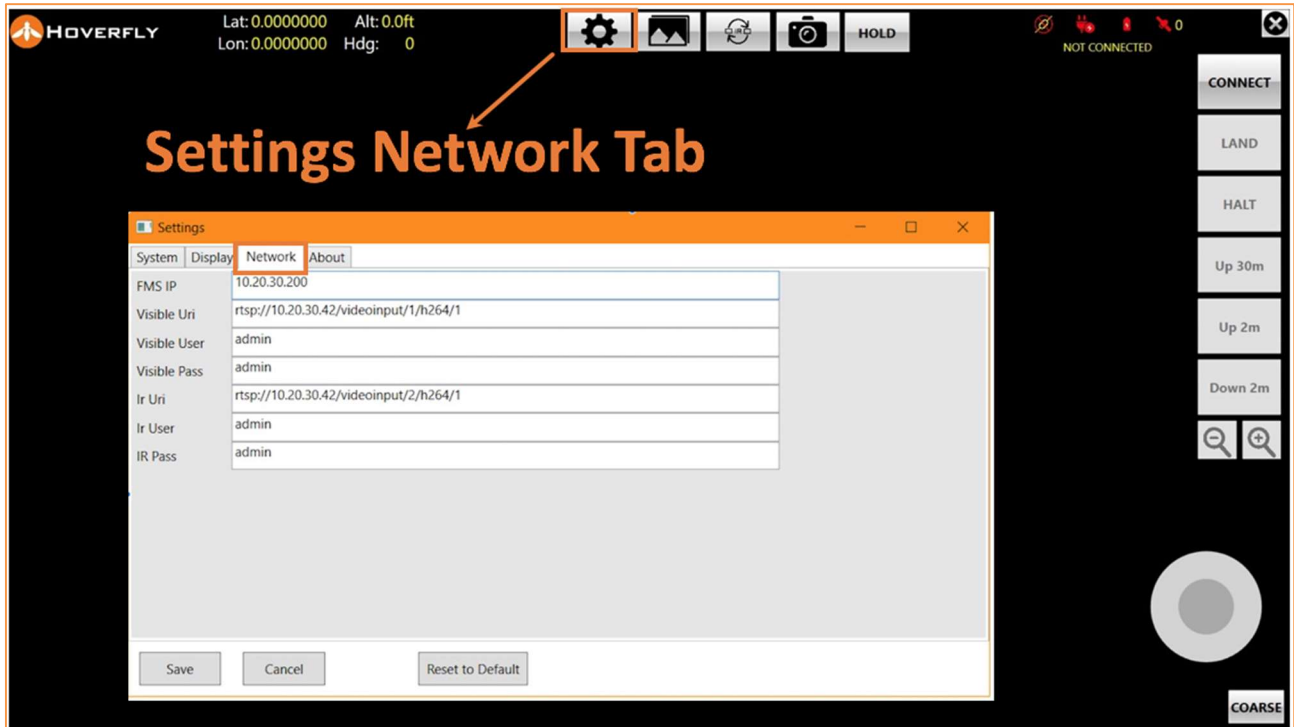 HOVERFLY
Lat: 0.0000000 Alt: 0.0ft
Lon: 0.0000000 Hdg: 0
HOLD
0
NOT CONNECTED
CONNECT
Settings Network Tab
LAND
HALT
Up 30m
Up 2m
Down 2m
Settings
System Display Network About
FMS IP 10.20.30.200
Visible Uri rtsp://10.20.30.42/videoinput/1/h264/1
Visible User admin
Visible Pass admin
Ir Uri rtsp://10.20.30.42/videoinput/2/h264/1
Ir User admin
IR Pass admin
Save Cancel Reset to Default
COARSE